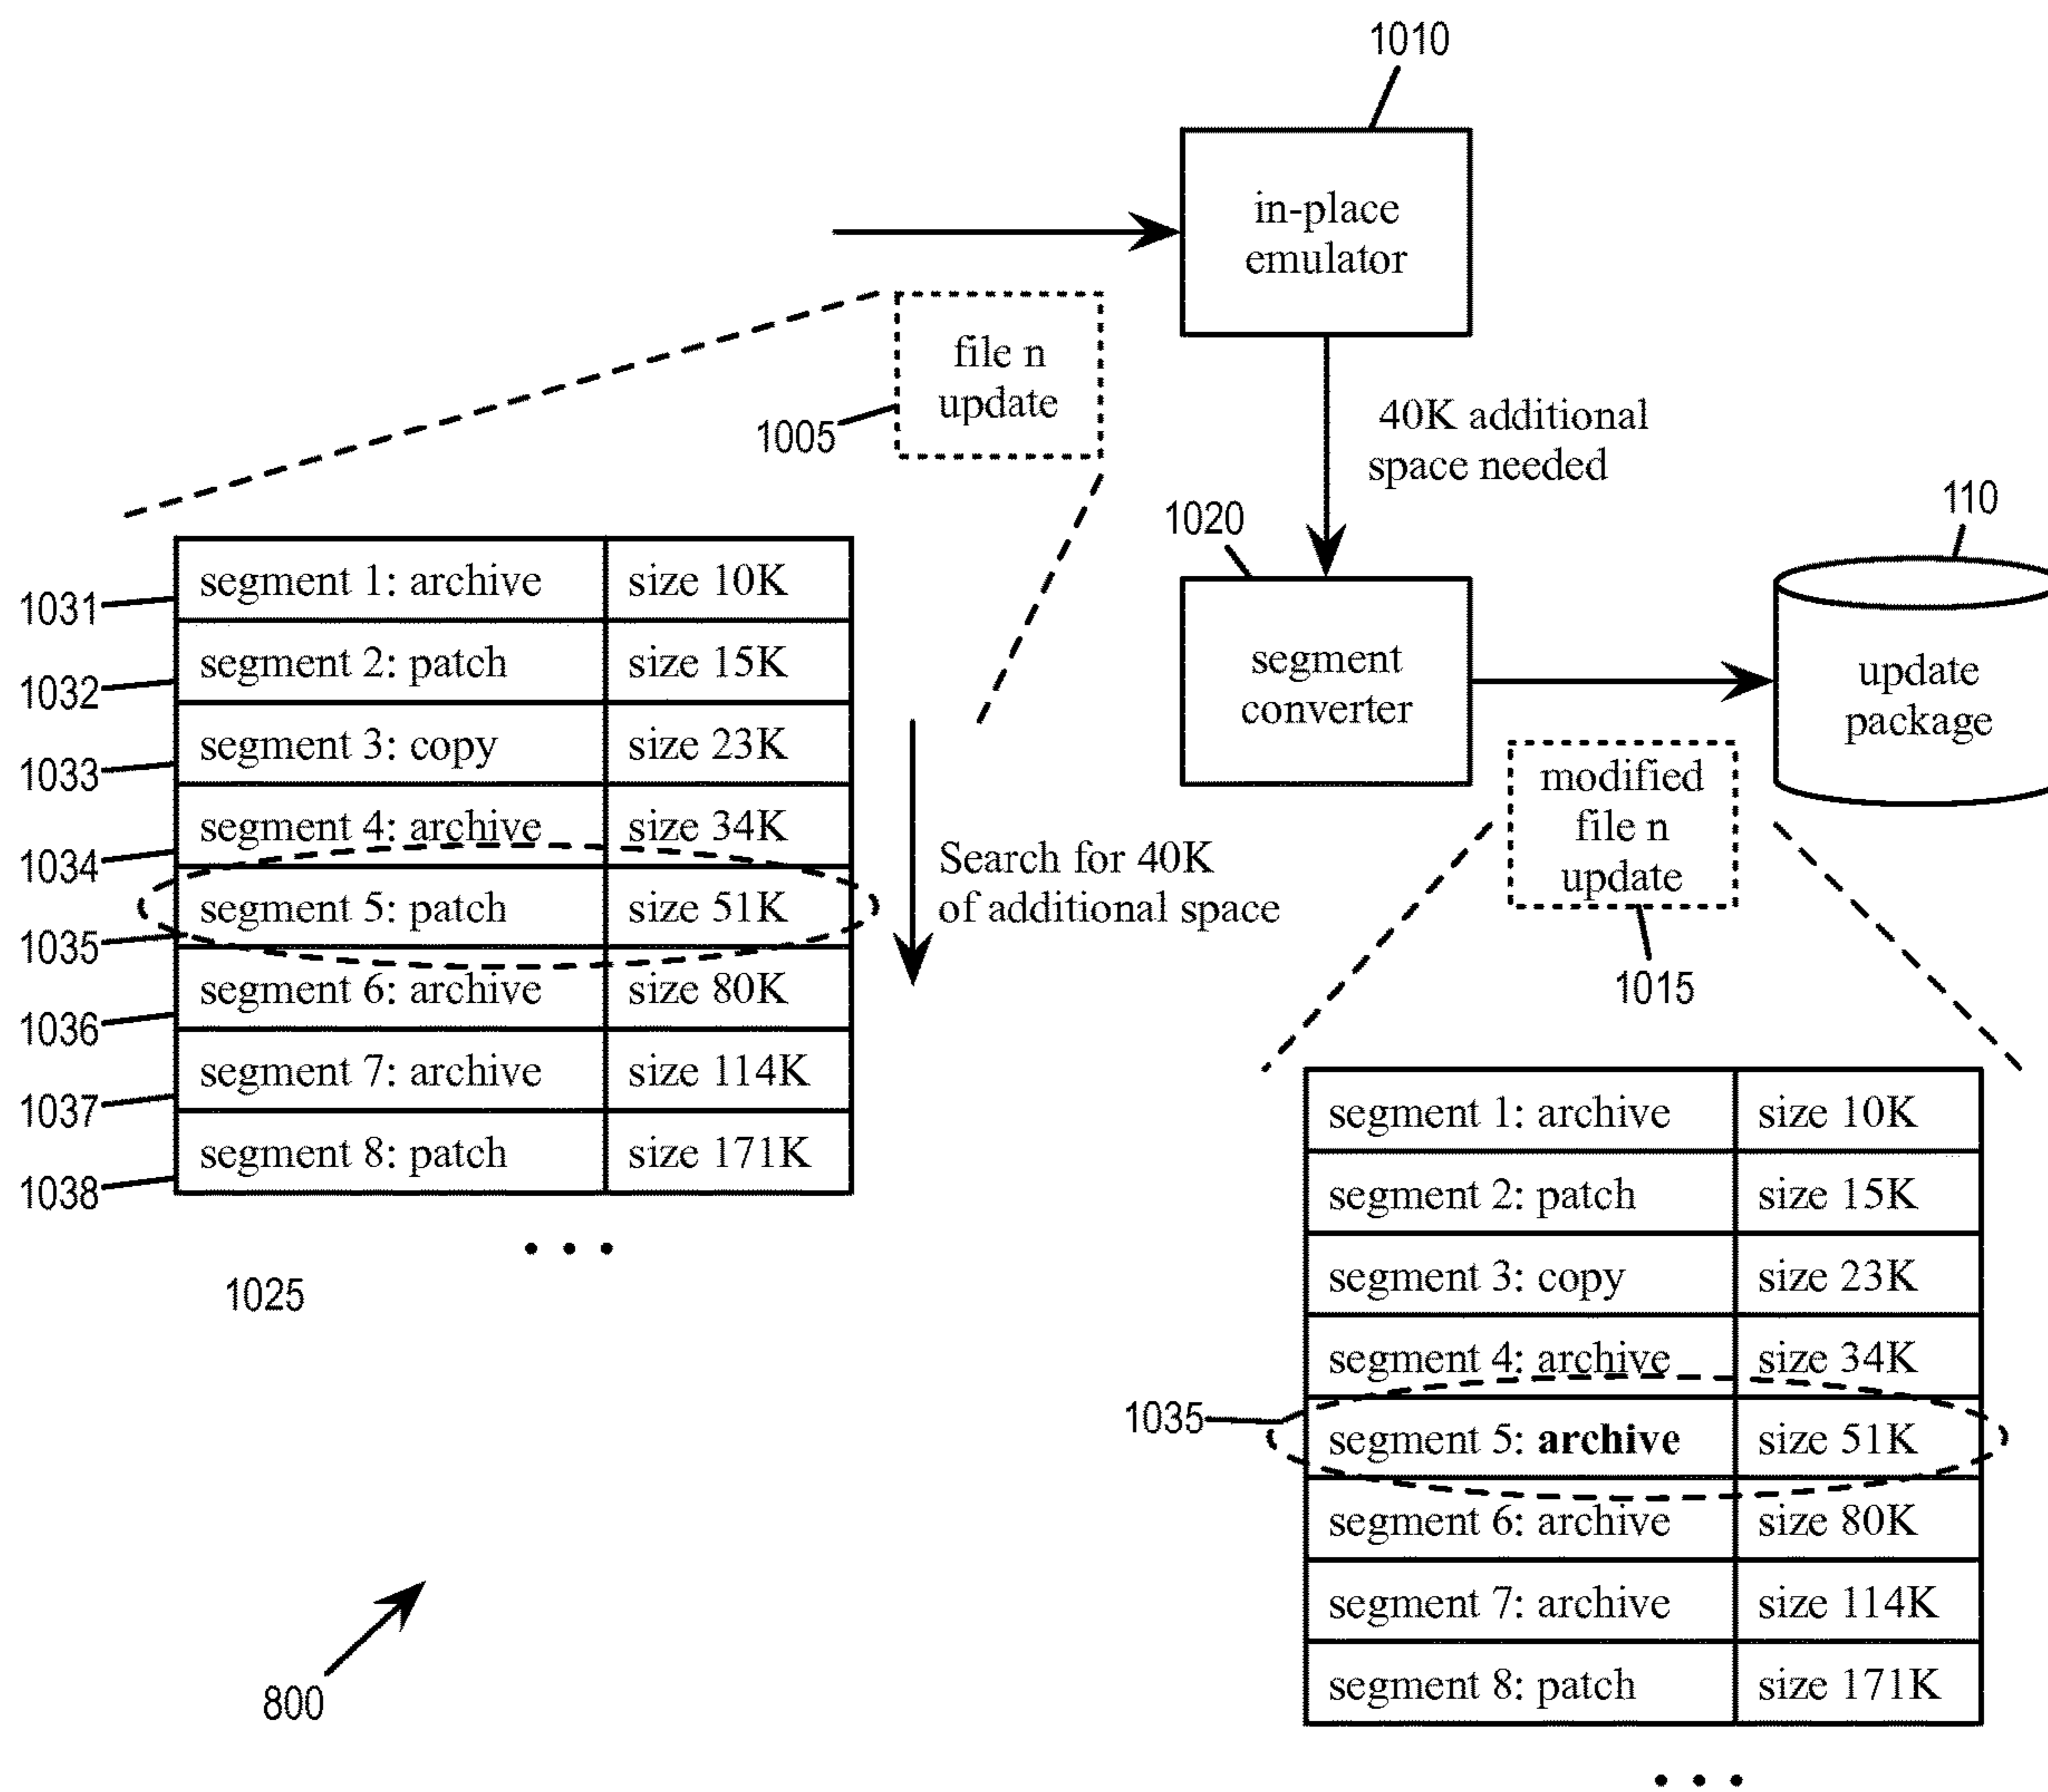 1010
in-place
emulator
file n
update
1005
40K additional
space needed
1020
110
segment
converter
update
package
modified
file n
update
1015
segment 1: archive size 10K
1031
segment 2: patch size 15K
1032
segment 3: copy size 23K
1033
segment 4: archive size 34K
1034
segment 5: patch size 51K
1035
segment 6: archive size 80K
1036
segment 7: archive size 114K
1037
segment 8: patch size 171K
1038
. . .
1025
Search for 40K
of additional space
segment 1: archive size 10K
segment 2: patch size 15K
segment 3: copy size 23K
segment 4: archive size 34K
1035
segment 5: archive size 51K
segment 6: archive size 80K
segment 7: archive size 114K
segment 8: patch size 171K
. . .
800